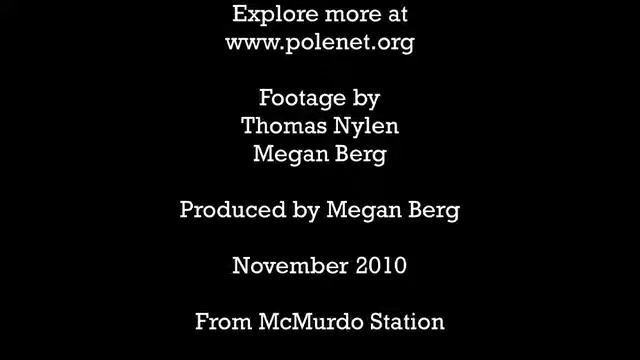 Explore more at
www.polenet.org
Footage by
Thomas Nylen
Megan Berg
Produced by Megan Berg
November 2010
From McMurdo Station